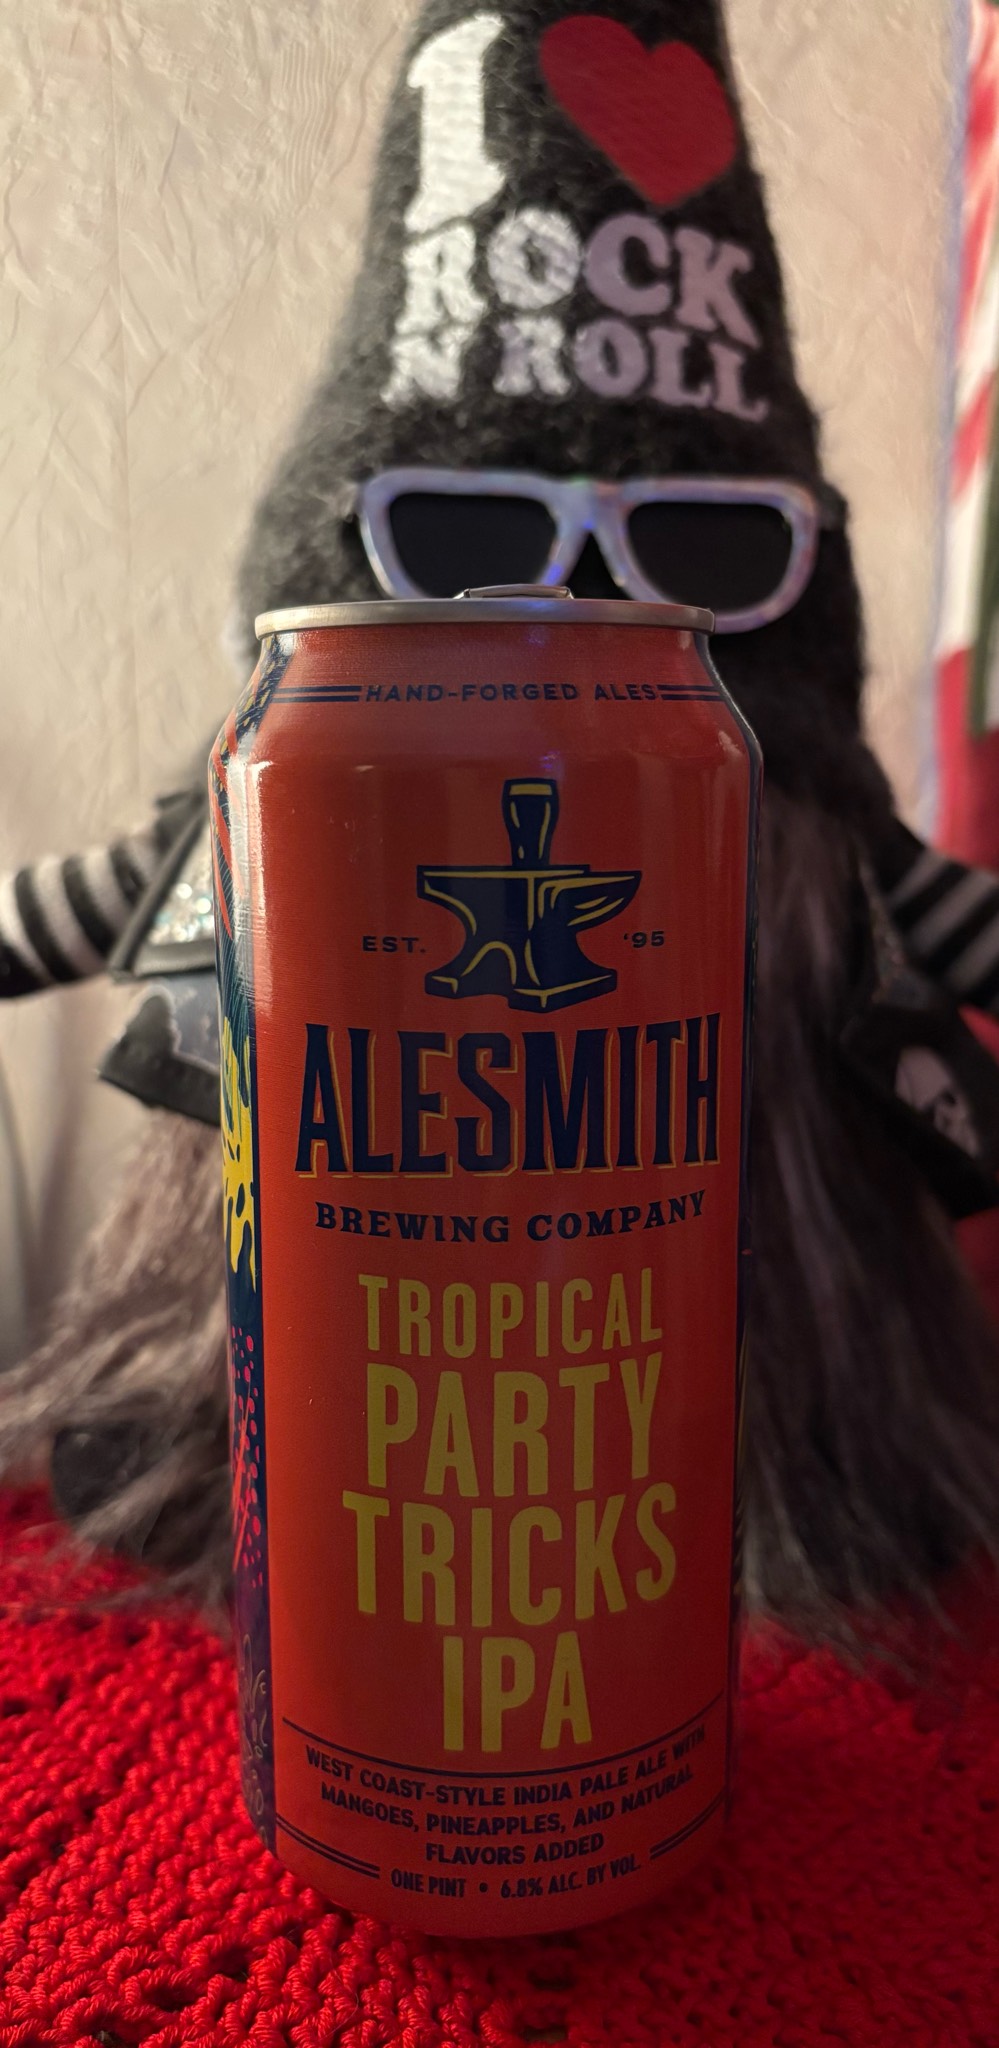 I
ROCK
N ROLL
HAND-FORGED ALES
EST. '95
ALESMITH
BREWING COMPANY
TROPICAL
PARTY
TRICKS
IPA
WEST COAST-STYLE INDIA PALE ALE WITH
MANGOES, PINEAPPLES, AND NATURAL
FLAVORS ADDED
ONE PINT • 6.8% ALC. BY VOL.